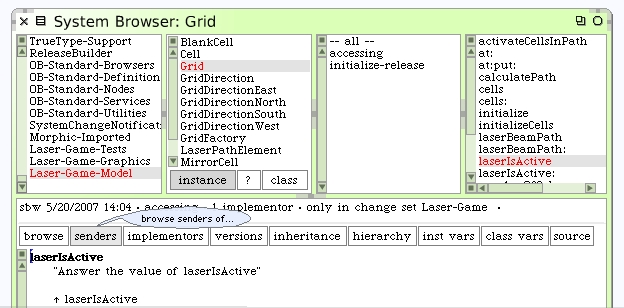 System Browser: Grid
TrueType-Support
ReleaseBuilder
OB-Standard-Browsers
OB-Standard-Definition
OB-Standard-Nodes
OB-Standard-Services
OB-Standard-Utilities
SystemChangeNotificat
Morphic-Imported
Laser-Game-Tests
Laser-Game-Graphics
Laser-Game-Model
BlankCell
Cell
Grid
GridDirection
GridDirectionEast
GridDirectionNorth
GridDirectionSouth
GridDirectionWest
GridFactory
LaserPathElement
MirrorCell
instance ? class
-- all --
accessing
initialize-release
activateCellsInPath
at:
at:put:
calculatePath
cells
cells:
initialize
initializeCells
laserBeamPath
laserBeamPath:
laserIsActive
laserIsActive:
sbw 5/20/2007 14:04 · accessing · 1 implementor · only in change set Laser-Game ·
browse senders of...
browse senders implementors versions inheritance hierarchy inst vars class vars source
laserIsActive
"Answer the value of laserIsActive"
↑ laserIsActive